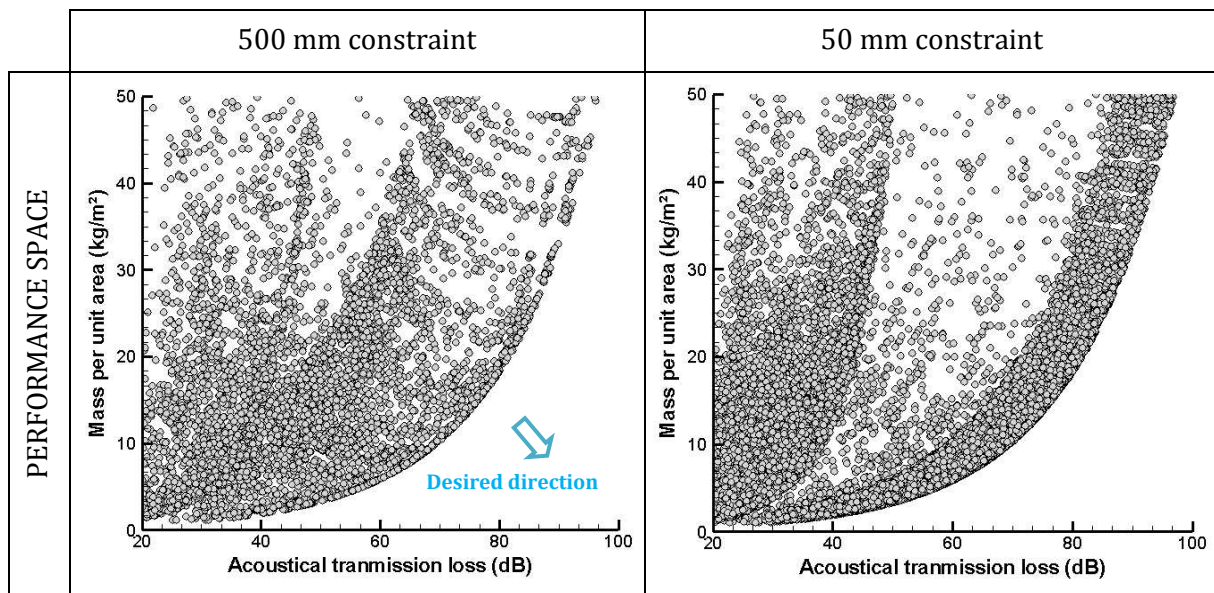 500 mm constraint
50 mm constraint
PERFORMANCE SPACE
50
40
30
20
10
0
Mass per unit area (kg/m²)
20
40
60
80
100
Acoustical tranmission loss (dB)
Desired direction
50
40
30
20
10
0
Mass per unit area (kg/m²)
20
40
60
80
100
Acoustical tranmission loss (dB)